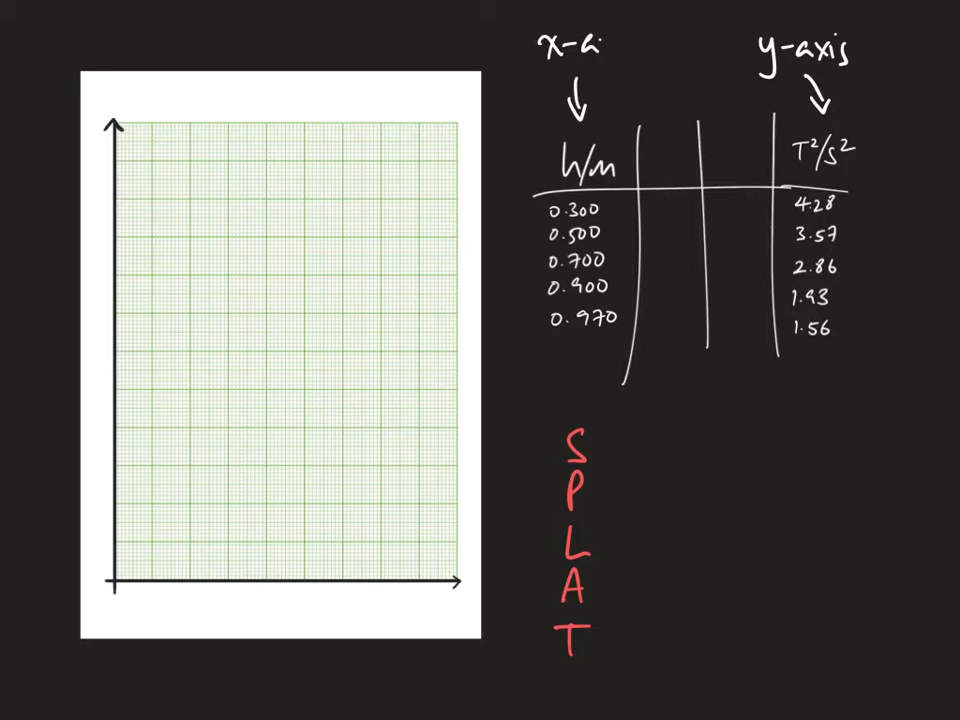 x-a
y-axis
h/m
T²/s²
0.300 4.28
0.500 3.57
0.700 2.86
0.900 1.93
0.970 1.56
S
P
L
A
T